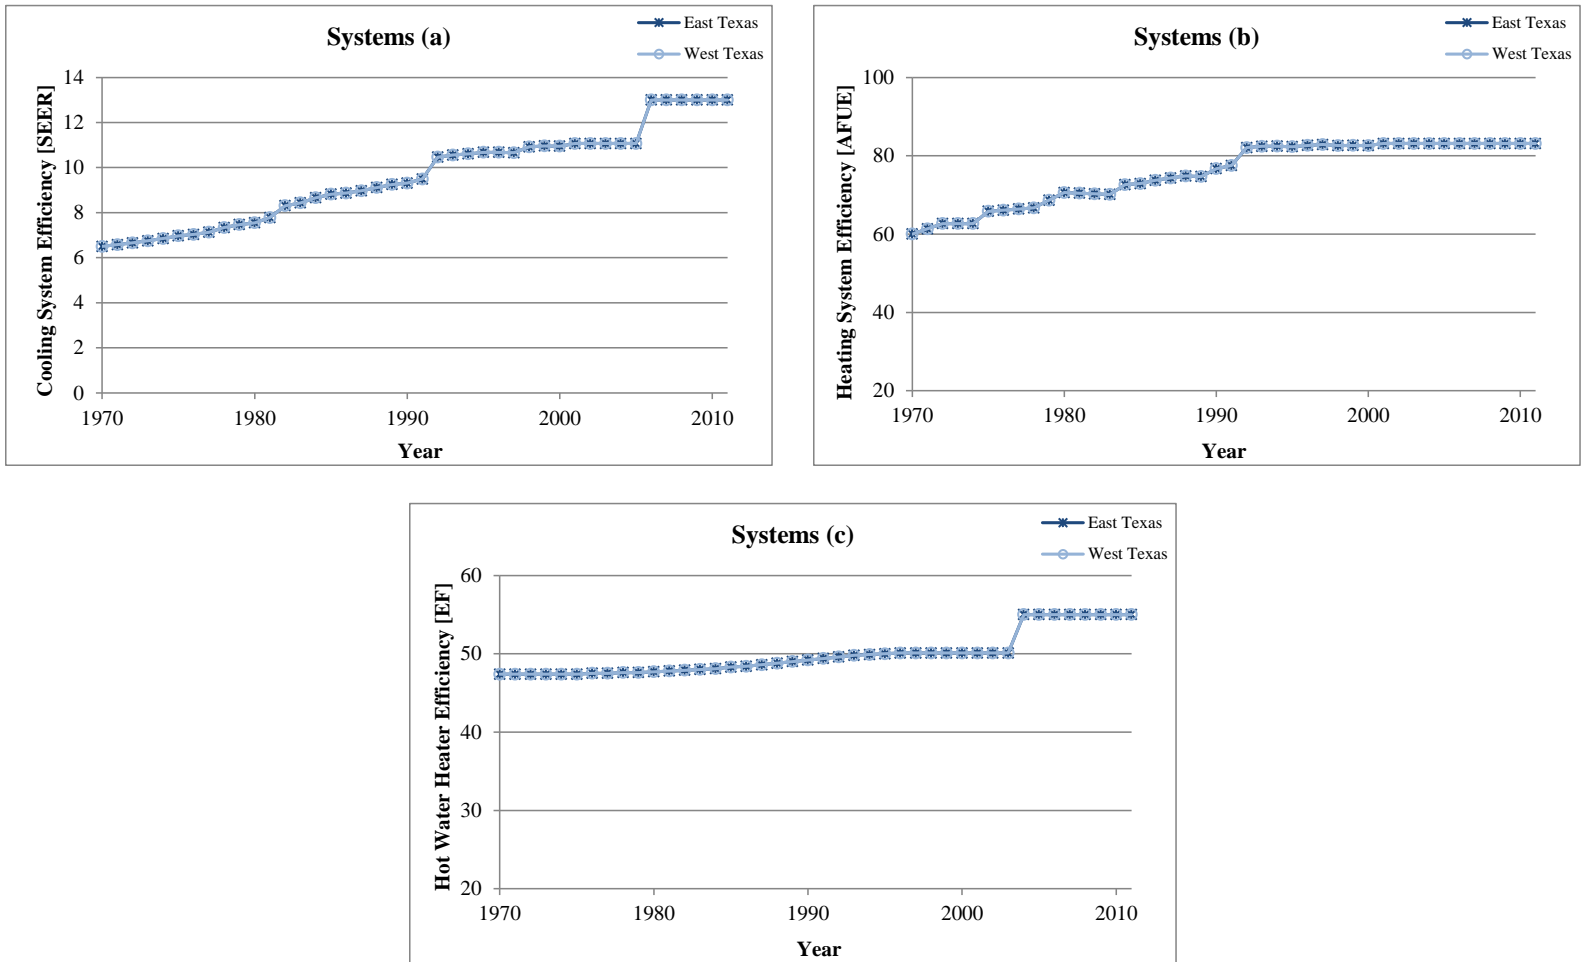 Systems (a)
East Texas
West Texas
Cooling System Efficiency [SEER]
14
12
10
8
6
4
2
0
1970 1980 1990 2000 2010
Year
Systems (b)
East Texas
West Texas
Heating System Efficiency [AFUE]
100
80
60
40
20
1970 1980 1990 2000 2010
Year
Systems (c)
East Texas
West Texas
Hot Water Heater Efficiency [EF]
60
50
40
30
20
1970 1980 1990 2000 2010
Year